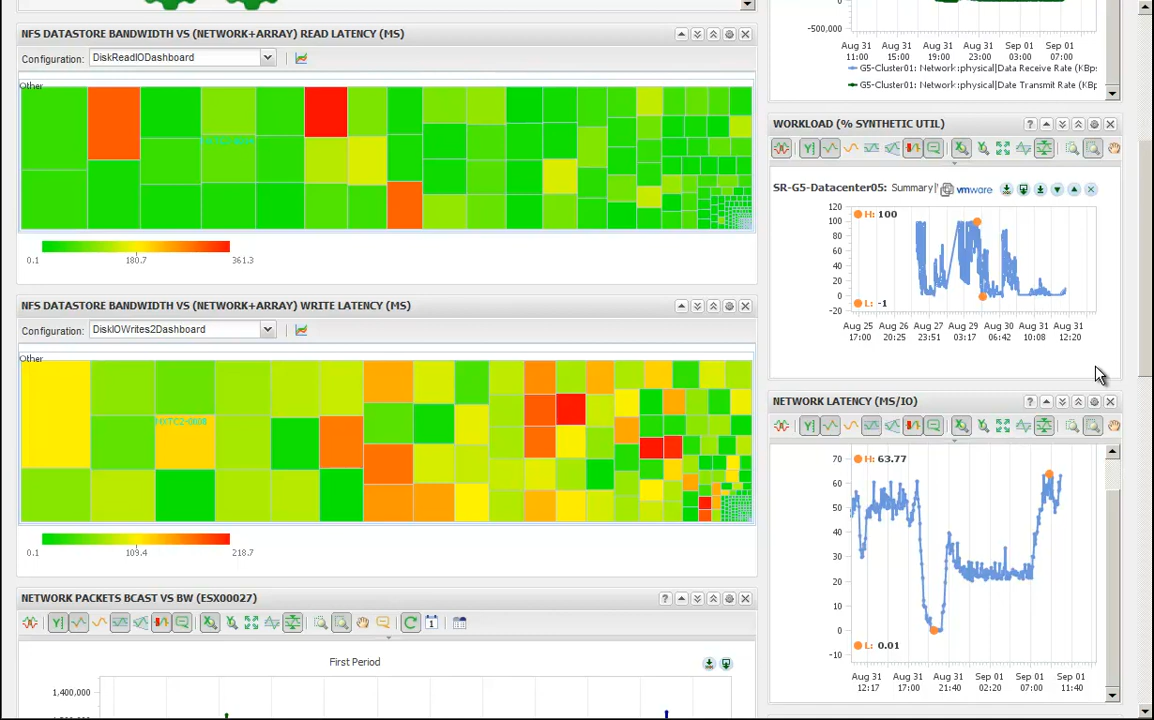 NFS DATASTORE BANDWIDTH VS (NETWORK+ARRAY) READ LATENCY (MS)
Configuration: DiskReadIODashboard
Other
0.1 180.7 361.3
NFS DATASTORE BANDWIDTH VS (NETWORK+ARRAY) WRITE LATENCY (MS)
Configuration: DiskIOWrites2Dashboard
Other
0.1 109.4 218.7
NETWORK PACKETS BCAST VS BW (ESX00027)
Y
1
First Period
1,400,000
0
-500,000
Aug 31 Aug 31 Aug 31 Sep 01 Sep 01
11:00 15:00 19:00 23:00 03:00 07:00
G5-Cluster01: Network:physical|Data Receive Rate (KBp
G5-Cluster01: Network:physical|Date Transmit Rate (KBp
WORKLOAD (% SYNTHETIC UTIL)
SR-G5-Datacenter05: Summary|
vmware
H: 100
120
100
80
60
40
20
0
-20
L: -1
Aug 25 Aug 26 Aug 27 Aug 29 Aug 30 Aug 31 Aug 31
17:00 20:25 23:51 03:17 06:42 10:08 12:20
NETWORK LATENCY (MS/IO)
H: 63.77
70
60
50
40
30
20
10
0
-10
L: 0.01
Aug 31 Aug 31 Aug 31 Sep 01 Sep 01 Sep 01
12:17 17:00 21:40 02:20 07:00 11:40